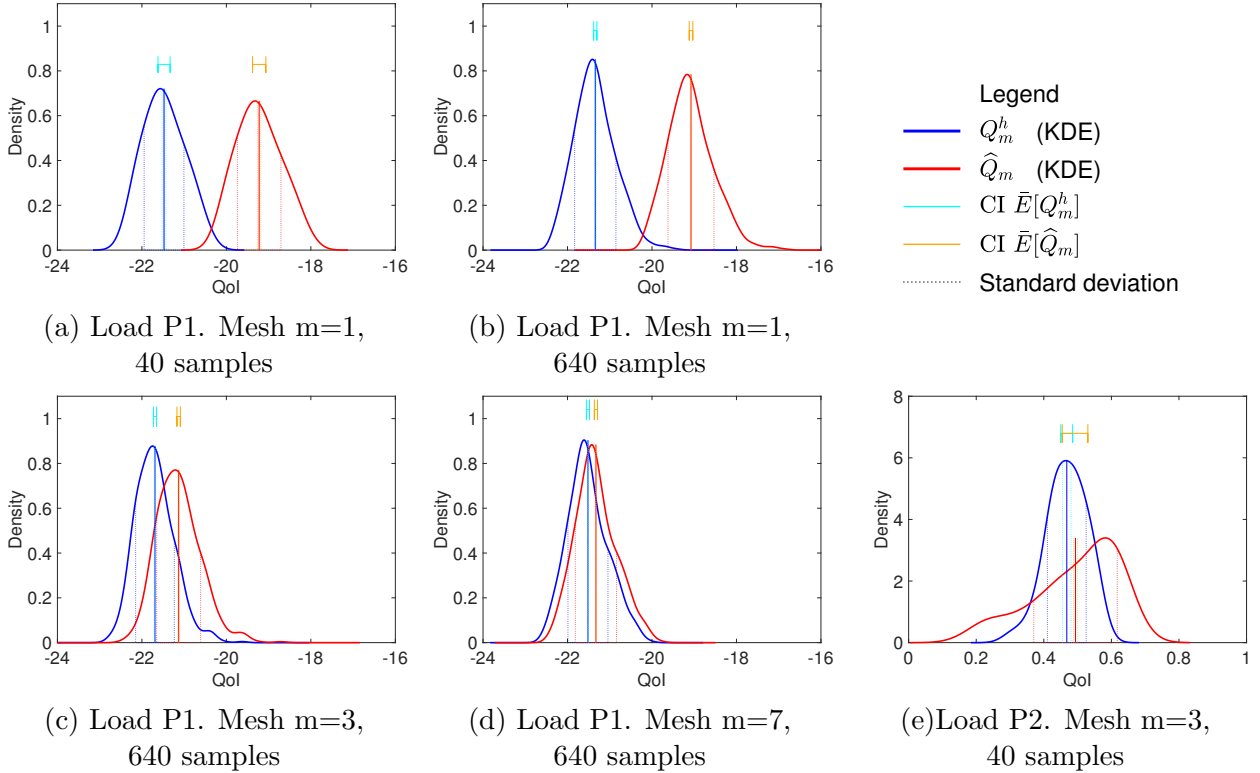 1
0.8
0.6
0.4
0.2
0
Density
-24
-22
-20
-18
-16
QoI
(a) Load P1. Mesh m=1,
40 samples
1
0.8
0.6
0.4
0.2
0
Density
-24
-22
-20
-18
-16
QoI
(b) Load P1. Mesh m=1,
640 samples
Legend
Q_m^h (KDE)
Q̂_m (KDE)
CI Ē[Q_m^h]
CI Ē[Q̂_m]
Standard deviation
1
0.8
0.6
0.4
0.2
0
Density
-24
-22
-20
-18
-16
QoI
(c) Load P1. Mesh m=3,
640 samples
1
0.8
0.6
0.4
0.2
0
Density
-24
-22
-20
-18
-16
QoI
(d) Load P1. Mesh m=7,
640 samples
8
6
4
2
0
Density
0
0.2
0.4
0.6
0.8
1
QoI
(e)Load P2. Mesh m=3,
40 samples